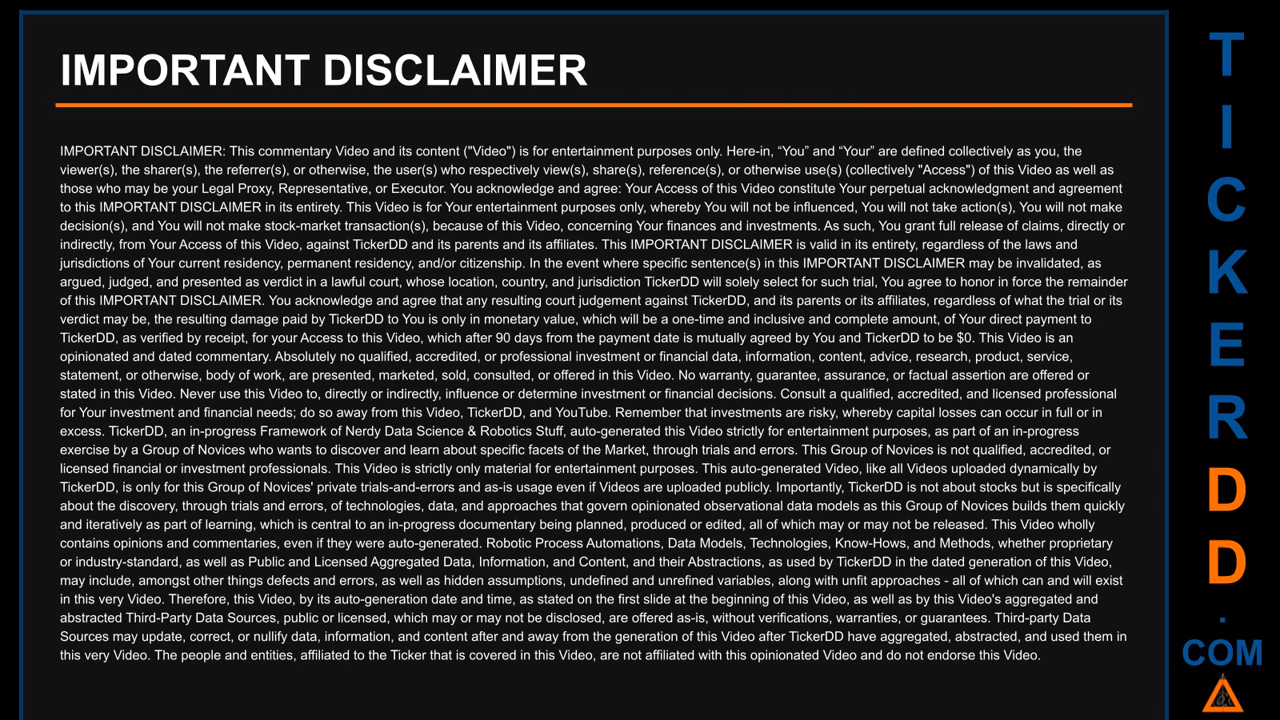 IMPORTANT DISCLAIMER
IMPORTANT DISCLAIMER: This commentary Video and its content ("Video") is for entertainment purposes only. Here-in, “You” and “Your” are defined collectively as you, the
viewer(s), the sharer(s), the referrer(s), or otherwise, the user(s) who respectively view(s), share(s), reference(s), or otherwise use(s) (collectively "Access") of this Video as well as
those who may be your Legal Proxy, Representative, or Executor. You acknowledge and agree: Your Access of this Video constitute Your perpetual acknowledgment and agreement
to this IMPORTANT DISCLAIMER in its entirety. This Video is for Your entertainment purposes only, whereby You will not be influenced, You will not take action(s), You will not make
decision(s), and You will not make stock-market transaction(s), because of this Video, concerning Your finances and investments. As such, You grant full release of claims, directly or
indirectly, from Your Access of this Video, against TickerDD and its parents and its affiliates. This IMPORTANT DISCLAIMER is valid in its entirety, regardless of the laws and
jurisdictions of Your current residency, permanent residency, and/or citizenship. In the event where specific sentence(s) in this IMPORTANT DISCLAIMER may be invalidated, as
argued, judged, and presented as verdict in a lawful court, whose location, country, and jurisdiction TickerDD will solely select for such trial, You agree to honor in force the remainder
of this IMPORTANT DISCLAIMER. You acknowledge and agree that any resulting court judgement against TickerDD, and its parents or its affiliates, regardless of what the trial or its
verdict may be, the resulting damage paid by TickerDD to You is only in monetary value, which will be a one-time and inclusive and complete amount, of Your direct payment to
TickerDD, as verified by receipt, for your Access to this Video, which after 90 days from the payment date is mutually agreed by You and TickerDD to be $0. This Video is an
opinionated and dated commentary. Absolutely no qualified, accredited, or professional investment or financial data, information, content, advice, research, product, service,
statement, or otherwise, body of work, are presented, marketed, sold, consulted, or offered in this Video. No warranty, guarantee, assurance, or factual assertion are offered or
stated in this Video. Never use this Video to, directly or indirectly, influence or determine investment or financial decisions. Consult a qualified, accredited, and licensed professional
for Your investment and financial needs; do so away from this Video, TickerDD, and YouTube. Remember that investments are risky, whereby capital losses can occur in full or in
excess. TickerDD, an in-progress Framework of Nerdy Data Science & Robotics Stuff, auto-generated this Video strictly for entertainment purposes, as part of an in-progress
exercise by a Group of Novices who wants to discover and learn about specific facets of the Market, through trials and errors. This Group of Novices is not qualified, accredited, or
licensed financial or investment professionals. This Video is strictly only material for entertainment purposes. This auto-generated Video, like all Videos uploaded dynamically by
TickerDD, is only for this Group of Novices' private trials-and-errors and as-is usage even if Videos are uploaded publicly. Importantly, TickerDD is not about stocks but is specifically
about the discovery, through trials and errors, of technologies, data, and approaches that govern opinionated observational data models as this Group of Novices builds them quickly
and iteratively as part of learning, which is central to an in-progress documentary being planned, produced or edited, all of which may or may not be released. This Video wholly
contains opinions and commentaries, even if they were auto-generated. Robotic Process Automations, Data Models, Technologies, Know-Hows, and Methods, whether proprietary
or industry-standard, as well as Public and Licensed Aggregated Data, Information, and Content, and their Abstractions, as used by TickerDD in the dated generation of this Video,
may include, amongst other things defects and errors, as well as hidden assumptions, undefined and unrefined variables, along with unfit approaches - all of which can and will exist
in this very Video. Therefore, this Video, by its auto-generation date and time, as stated on the first slide at the beginning of this Video, as well as by this Video's aggregated and
abstracted Third-Party Data Sources, public or licensed, which may or may not be disclosed, are offered as-is, without verifications, warranties, or guarantees. Third-party Data
Sources may update, correct, or nullify data, information, and content after and away from the generation of this Video after TickerDD have aggregated, abstracted, and used them in
this very Video. The people and entities, affiliated to the Ticker that is covered in this Video, are not affiliated with this opinionated Video and do not endorse this Video.
T
I
C
K
E
R
D
D
.
COM